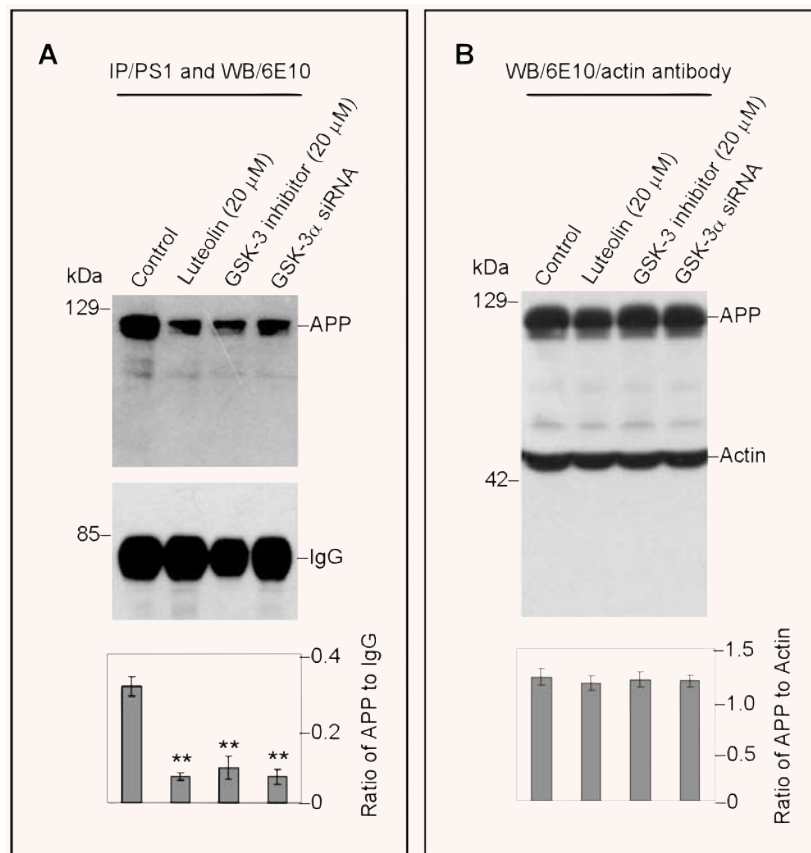 A
IP/PS1 and WB/6E10
Control
Luteolin (20 μM)
GSK-3 inhibitor (20 μM)
GSK-3α siRNA
kDa
129
APP
85
IgG
0.4
0.2
0
** ** **
Ratio of APP to IgG
B
WB/6E10/actin antibody
Control
Luteolin (20 μM)
GSK-3 inhibitor (20 μM)
GSK-3α siRNA
kDa
129
APP
Actin
42
1.5
1.0
0.5
0
Ratio of APP to Actin